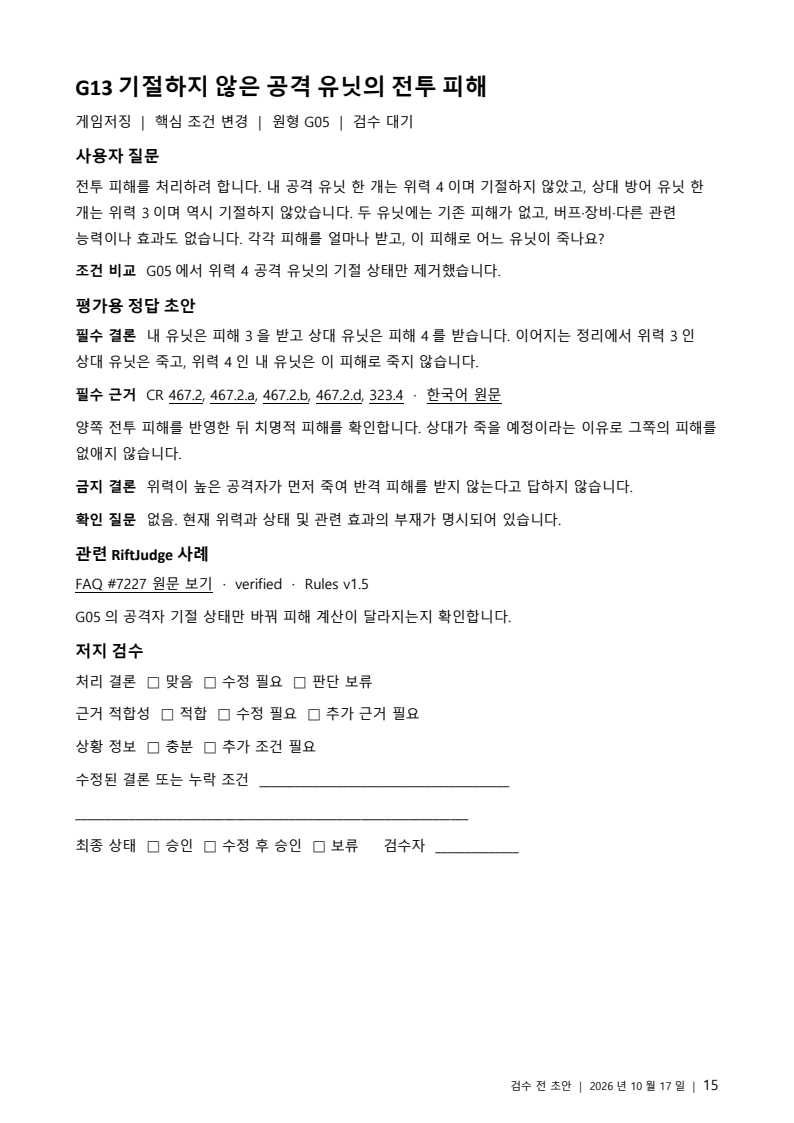 G13 기절하지 않은 공격 유닛의 전투 피해
게임저징 | 핵심 조건 변경 | 원형 G05 | 검수 대기
사용자 질문
전투 피해를 처리하려 합니다. 내 공격 유닛 한 개는 위력 4이며 기절하지 않았고, 상대 방어 유닛 한
개는 위력 3이며 역시 기절하지 않았습니다. 두 유닛에는 기존 피해가 없고, 버프·장비·다른 관련
능력이나 효과도 없습니다. 각각 피해를 얼마나 받고, 이 피해로 어느 유닛이 죽나요?
조건 비교 G05에서 위력 4 공격 유닛의 기절 상태만 제거했습니다.
평가용 정답 초안
필수 결론 내 유닛은 피해 3을 받고 상대 유닛은 피해 4를 받습니다. 이어지는 정리에서 위력 3인
상대 유닛은 죽고, 위력 4인 내 유닛은 이 피해로 죽지 않습니다.
필수 근거 CR 467.2, 467.2.a, 467.2.b, 467.2.d, 323.4 · 한국어 원문
양쪽 전투 피해를 반영한 뒤 치명적 피해를 확인합니다. 상대가 죽을 예정이라는 이유로 그쪽의 피해를
없애지 않습니다.
금지 결론 위력이 높은 공격자가 먼저 죽여 반격 피해를 받지 않는다고 답하지 않습니다.
확인 질문 없음. 현재 위력과 상태 및 관련 효과의 부재가 명시되어 있습니다.
관련 RiftJudge 사례
FAQ #7227 원문 보기 · verified · Rules v1.5
G05의 공격자 기절 상태만 바꿔 피해 계산이 달라지는지 확인합니다.
저지 검수
처리 결론 □ 맞음 □ 수정 필요 □ 판단 보류
근거 적합성 □ 적합 □ 수정 필요 □ 추가 근거 필요
상황 정보 □ 충분 □ 추가 조건 필요
수정된 결론 또는 누락 조건 ______________________________
_______________________________________________
최종 상태 □ 승인 □ 수정 후 승인 □ 보류 검수자 __________
검수 전 초안 | 2026년 10월 17일 | 15